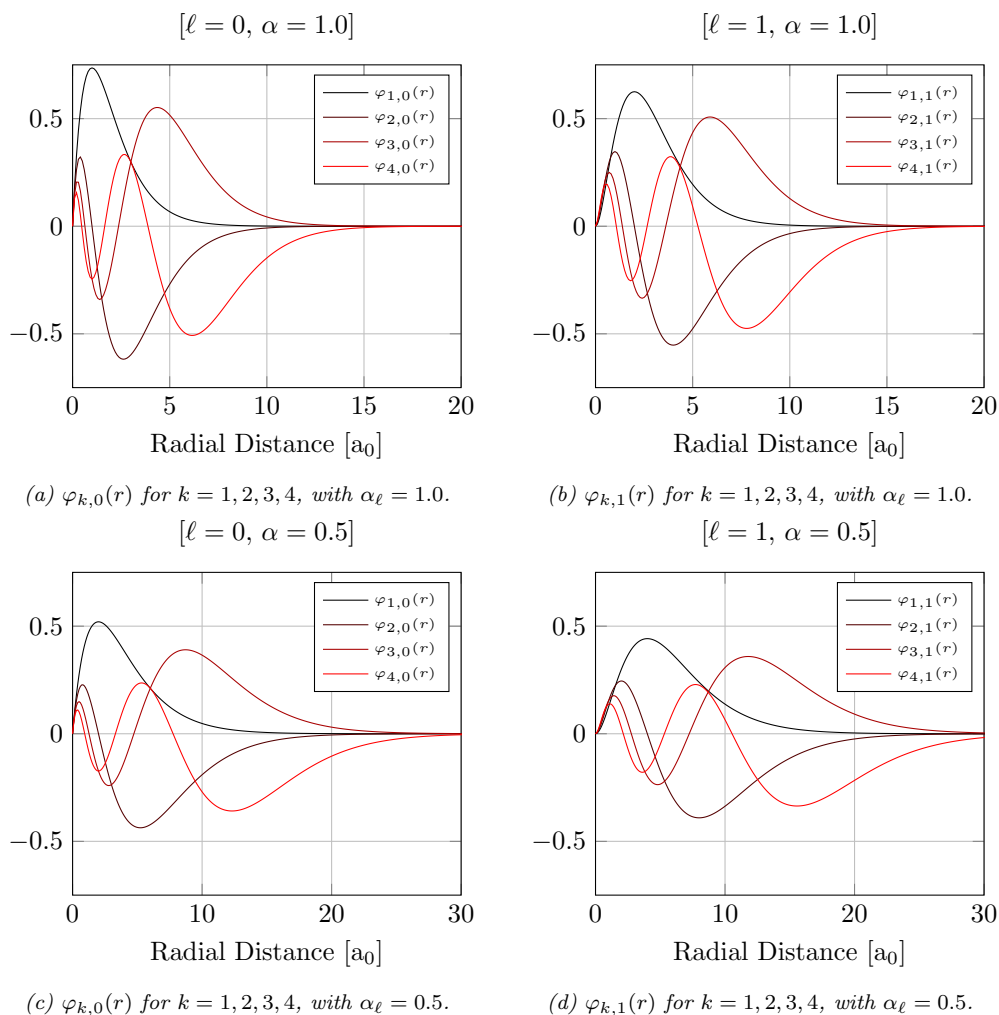 [ℓ = 0, α = 1.0]
0.5
0
−0.5
0 5 10 15 20
φ1,0(r)
φ2,0(r)
φ3,0(r)
φ4,0(r)
Radial Distance [a0]
(a) φk,0(r) for k = 1, 2, 3, 4, with αℓ = 1.0.
[ℓ = 1, α = 1.0]
0.5
0
−0.5
0 5 10 15 20
φ1,1(r)
φ2,1(r)
φ3,1(r)
φ4,1(r)
Radial Distance [a0]
(b) φk,1(r) for k = 1, 2, 3, 4, with αℓ = 1.0.
[ℓ = 0, α = 0.5]
0.5
0
−0.5
0 10 20 30
φ1,0(r)
φ2,0(r)
φ3,0(r)
φ4,0(r)
Radial Distance [a0]
(c) φk,0(r) for k = 1, 2, 3, 4, with αℓ = 0.5.
[ℓ = 1, α = 0.5]
0.5
0
−0.5
0 10 20 30
φ1,1(r)
φ2,1(r)
φ3,1(r)
φ4,1(r)
Radial Distance [a0]
(d) φk,1(r) for k = 1, 2, 3, 4, with αℓ = 0.5.